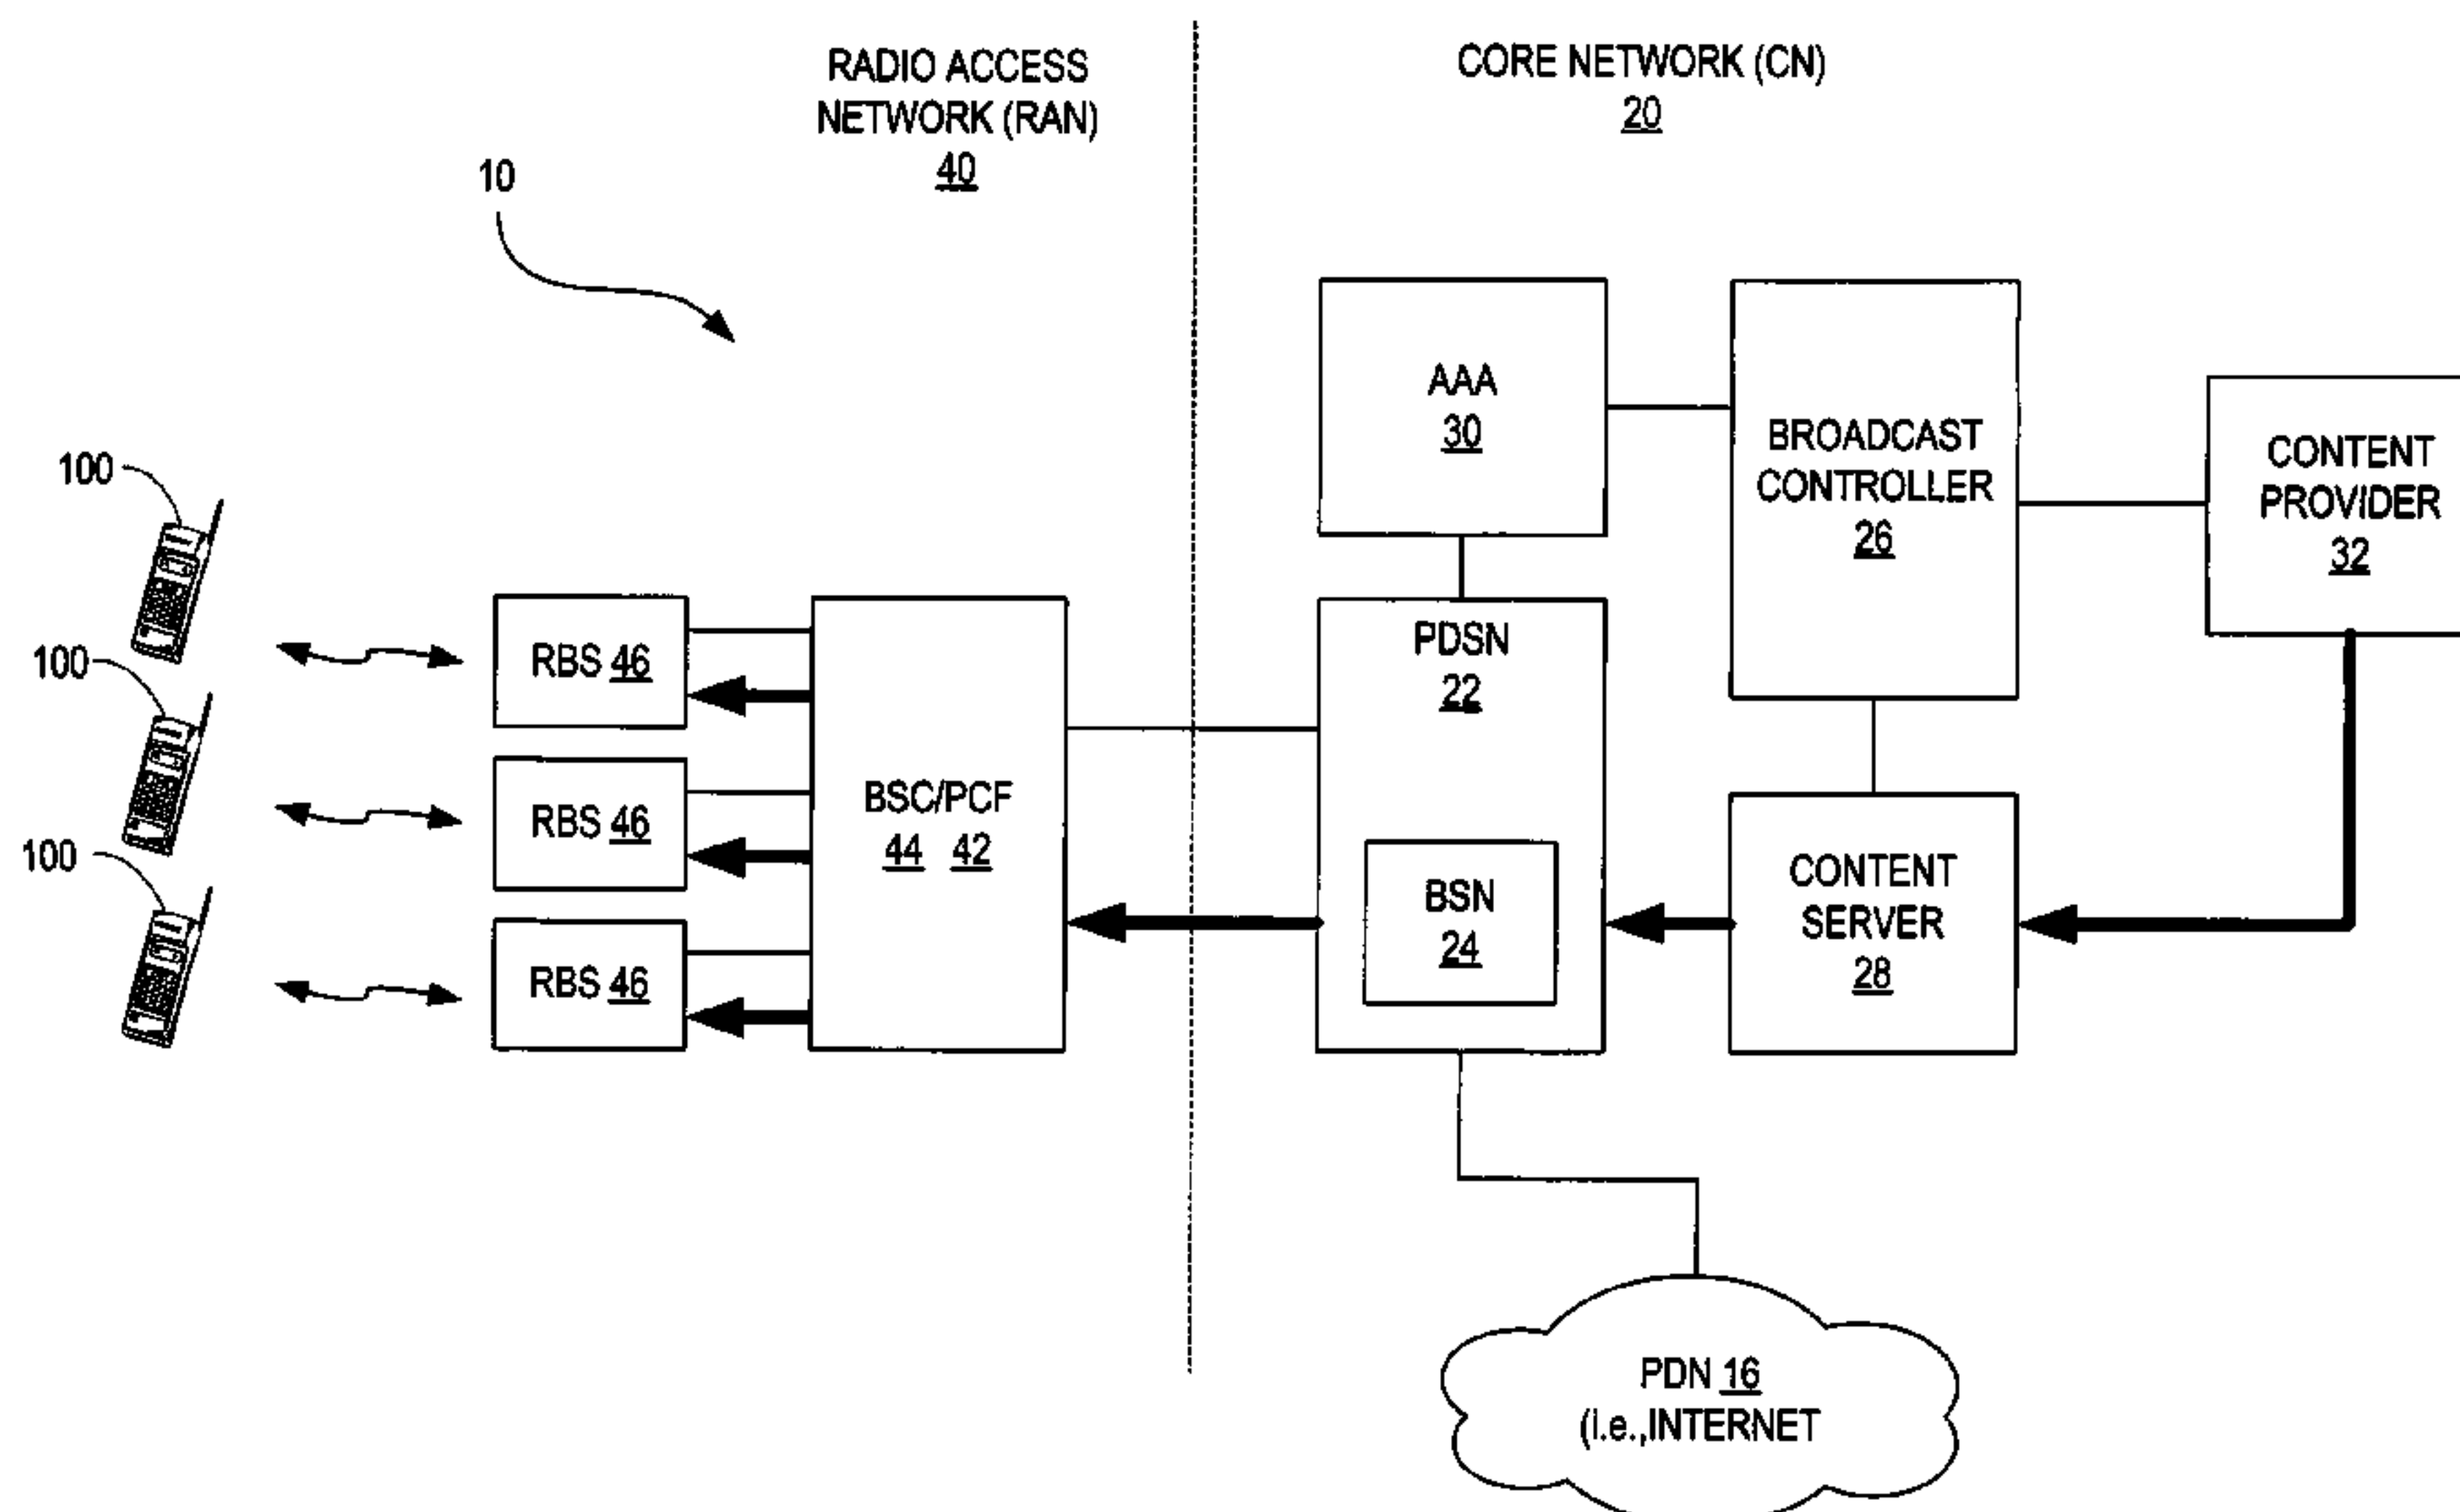 RADIO ACCESS
NETWORK (RAN)
40
CORE NETWORK (CN)
20
10
AAA
30
BROADCAST
CONTROLLER
26
CONTENT
PROVIDER
32
100
100
100
RBS 46
RBS 46
RBS 46
BSC/PCF
44 42
PDSN
22
BSN
24
CONTENT
SERVER
28
PDN 16
(i.e.,INTERNET